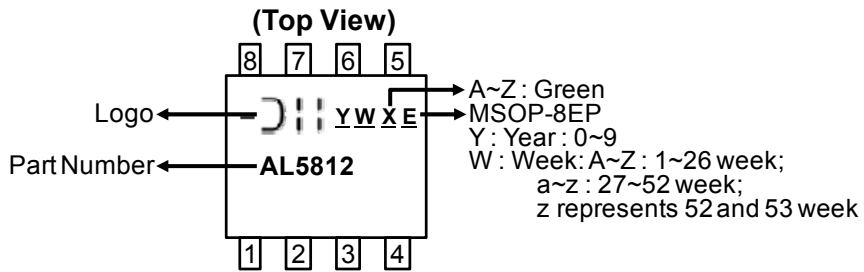 (Top View)
8 7 6 5
Logo
Y W X E
A~Z : Green
MSOP-8EP
Y : Year : 0~9
W : Week: A~Z : 1~26 week;
a~z : 27~52 week;
z represents 52 and 53 week
Part Number
AL5812
1 2 3 4